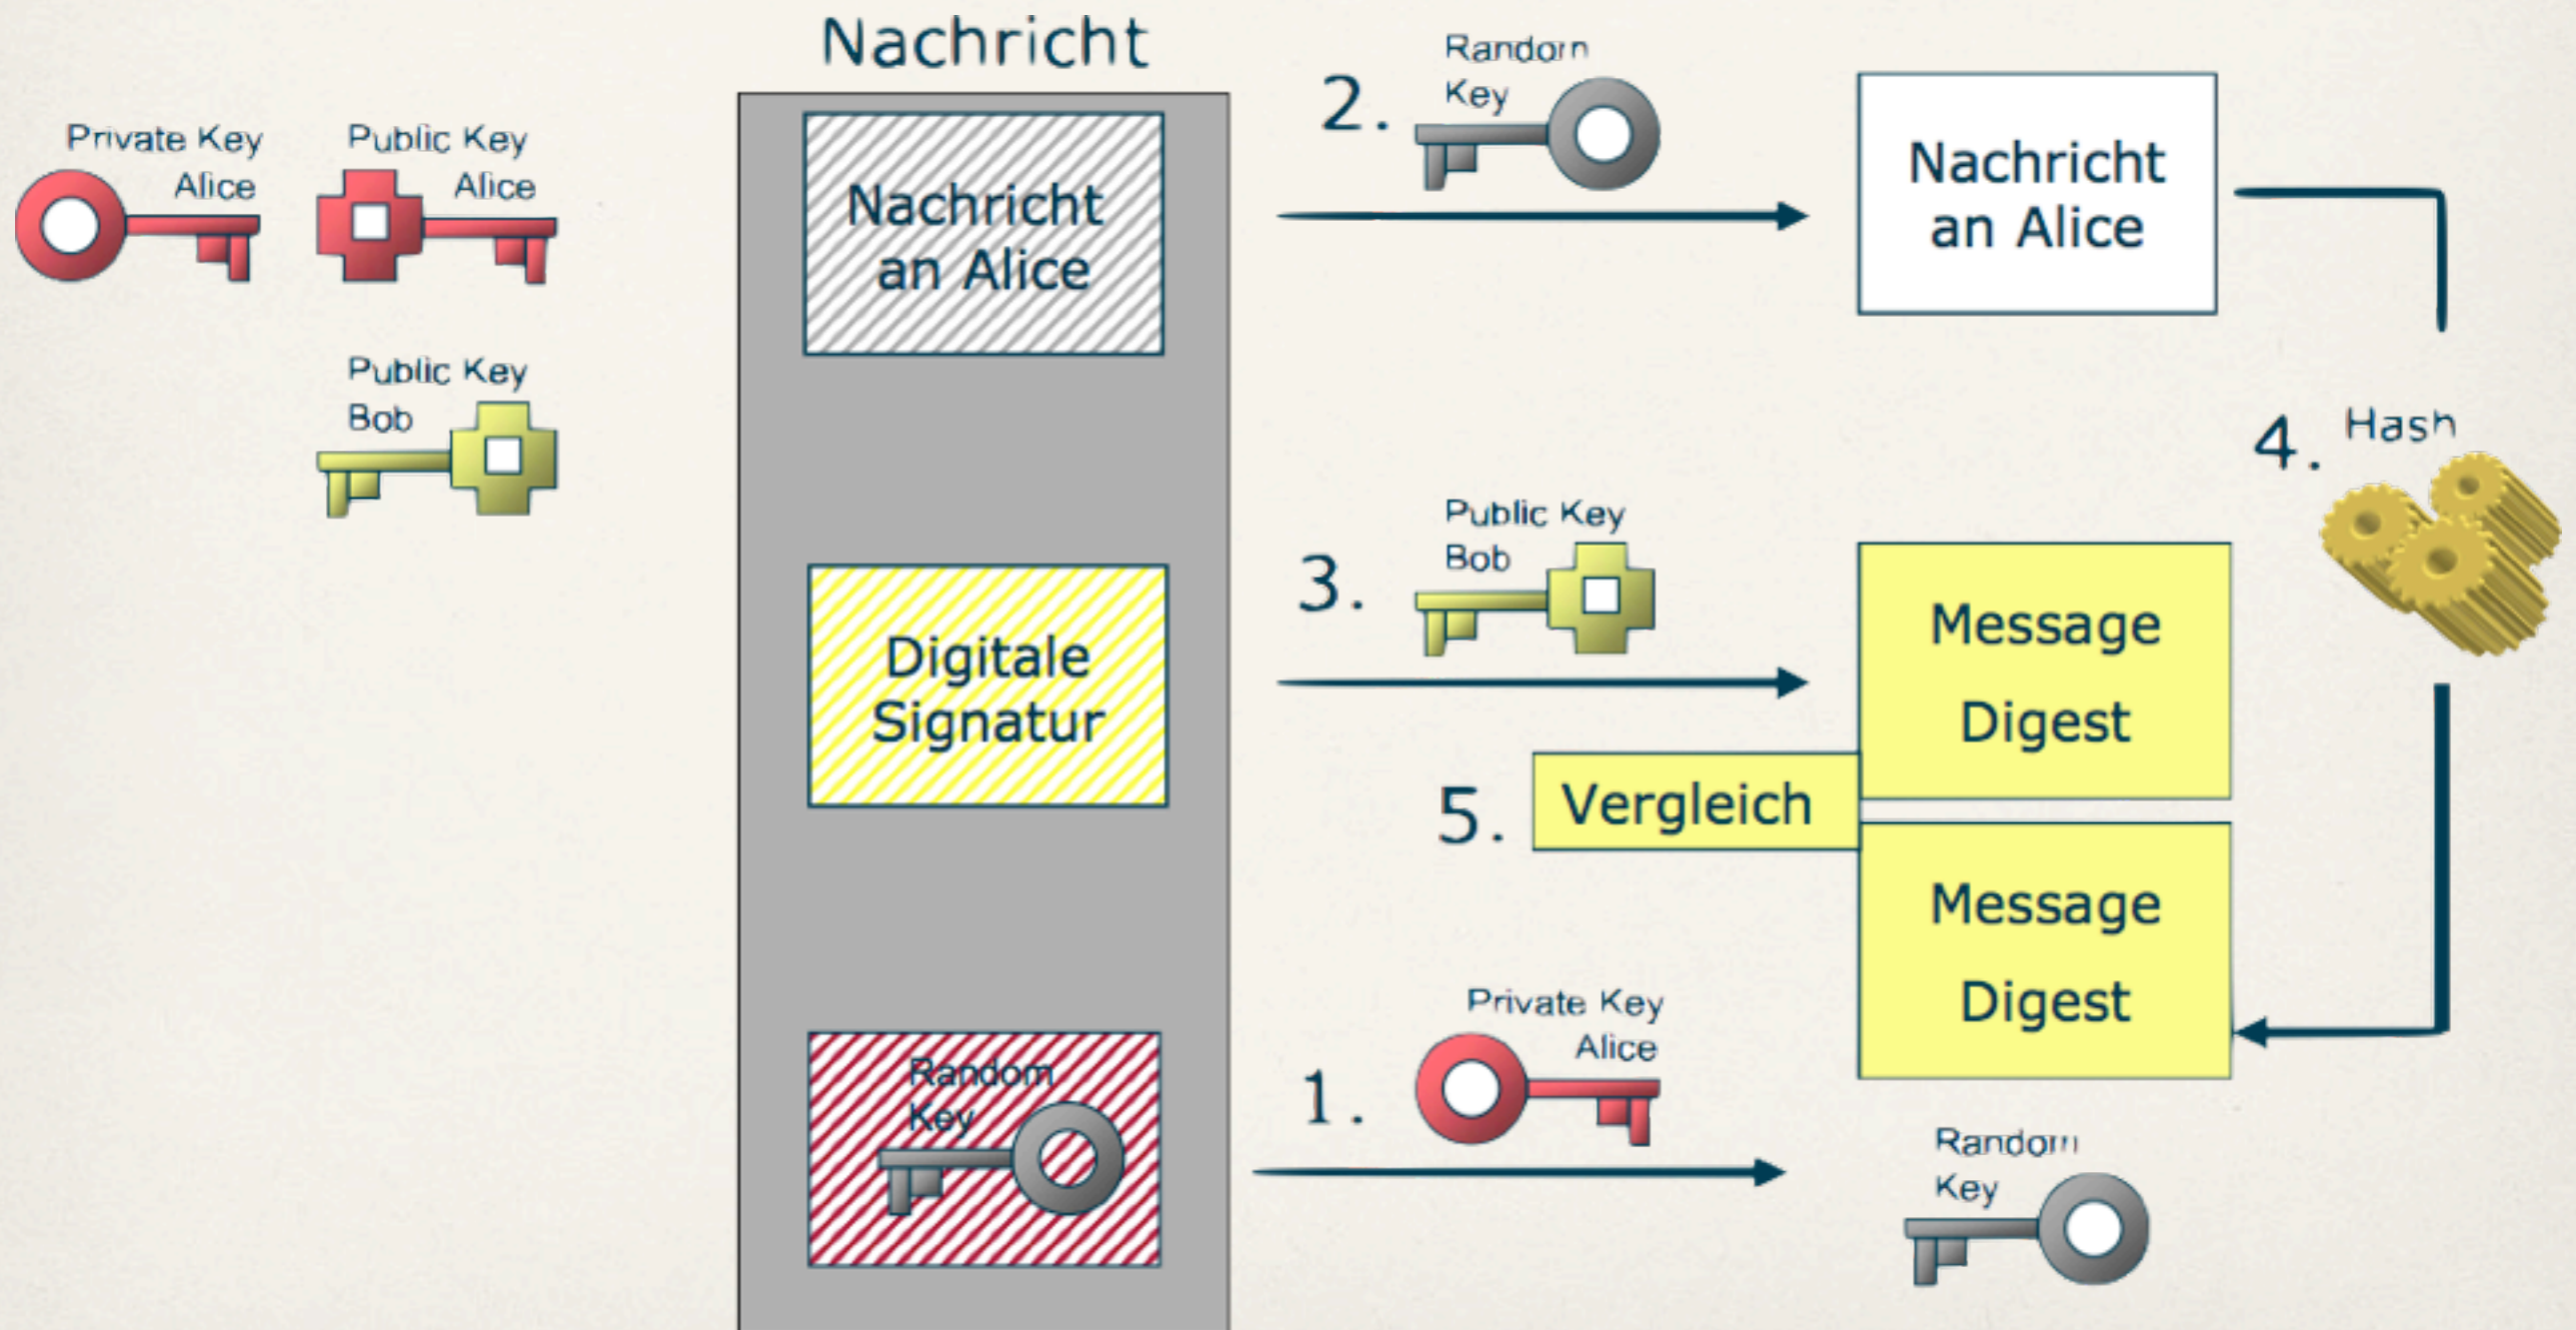 Nachricht
Private Key
Alice
Public Key
Alice
Public Key
Bob
Nachricht
an Alice
2.
Random
Key
Nachricht
an Alice
4.
Hash
Digitale
Signatur
3.
Public Key
Bob
Message
Digest
5.
Vergleich
Message
Digest
Random
Key
1.
Private Key
Alice
Random
Key